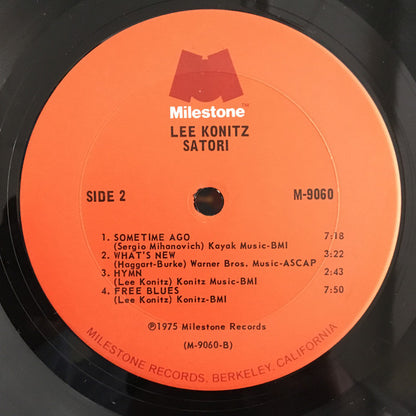 Milestone™
LEE KONITZ
SATORI
SIDE 2 M-9060
1. SOMETIME AGO 7:18
(Sergio Mihanovich) Kayak Music-BMI
2. WHAT'S NEW 3:22
(Haggart-Burke) Warner Bros. Music-ASCAP
3. HYMN 2:43
(Lee Konitz) Konitz Music-BMI
4. FREE BLUES 7:50
(Lee Konitz) Konitz-BMI
℗1975 Milestone Records
(M-9060-B)
MILESTONE RECORDS, BERKELEY, CALIFORNIA